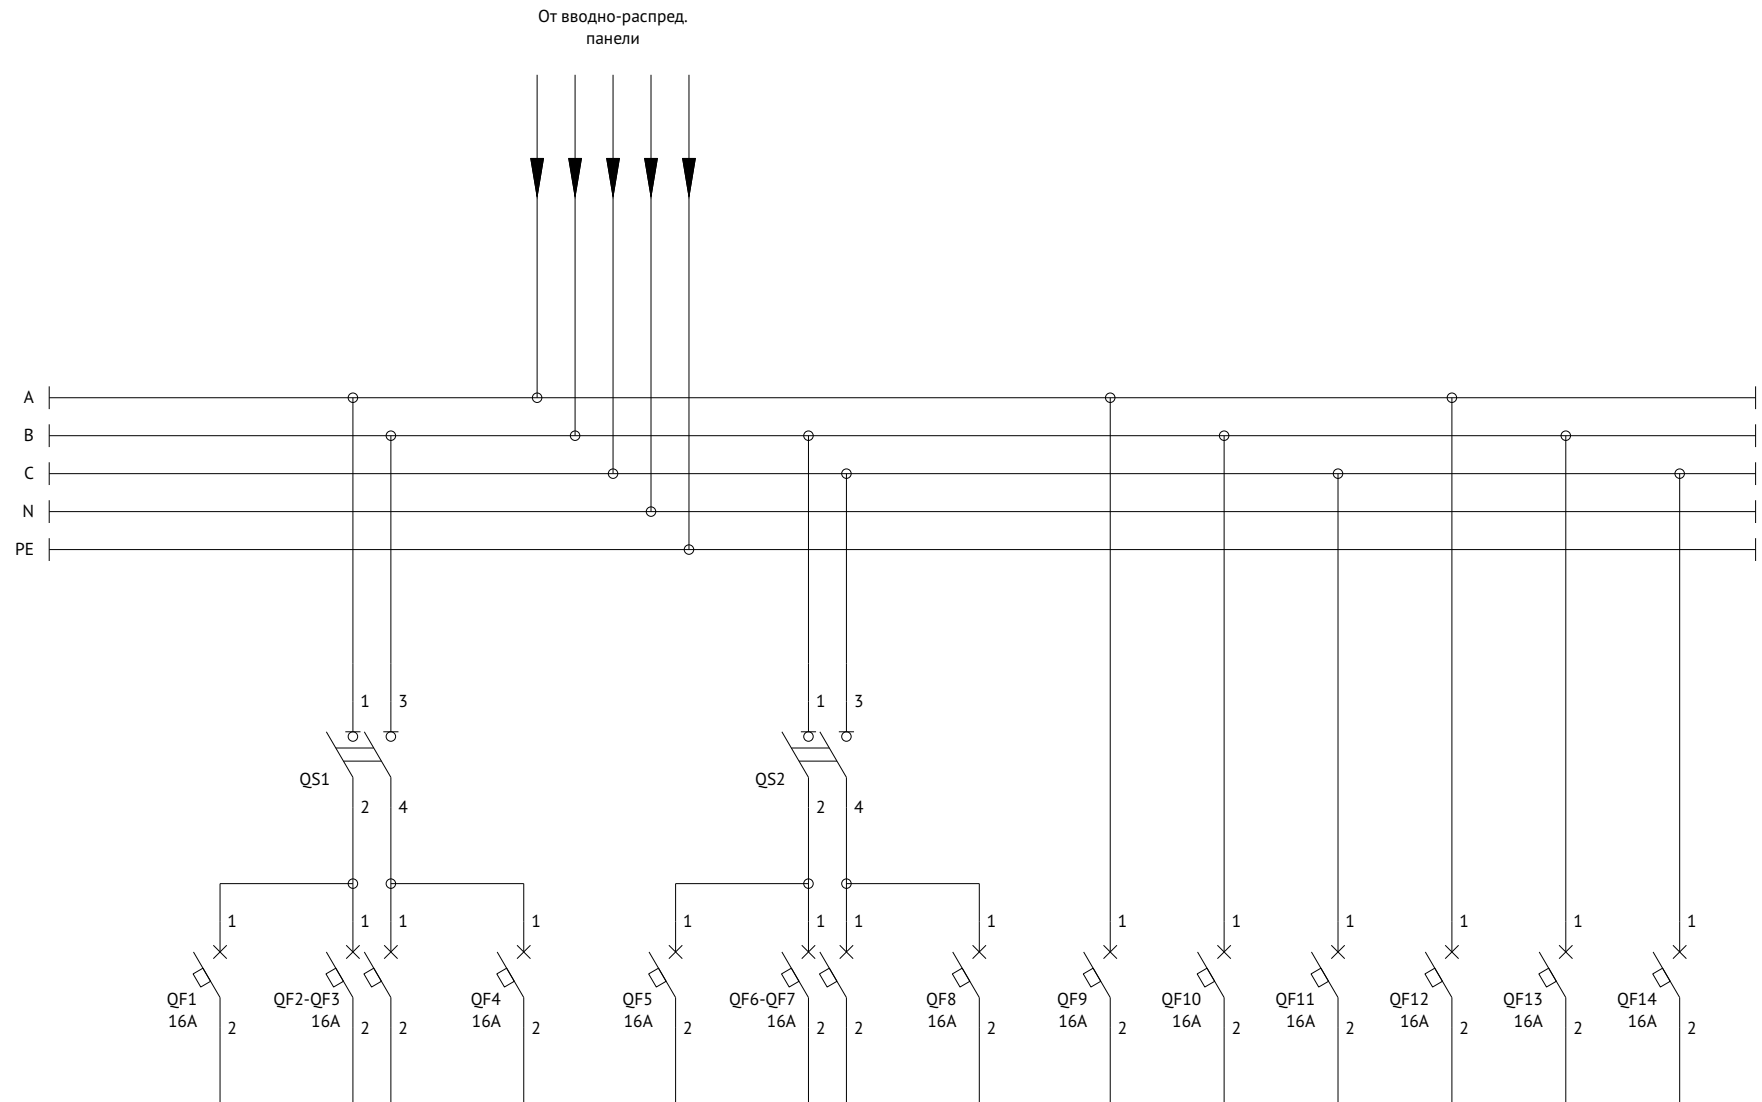 От вводно-распред.
панели
A
B
C
N
PE
1 3 1 3
QS1 QS2
2 4 2 4
1 1 1 1 1 1 1 1 1 1 1 1 1 1
QF1 QF2-QF3 QF4 QF5 QF6-QF7 QF8 QF9 QF10 QF11 QF12 QF13 QF14
16A 16A 16A 16A 16A 16A 16A 16A 16A 16A 16A 16A
2 2 2 2 2 2 2 2 2 2 2 2 2 2